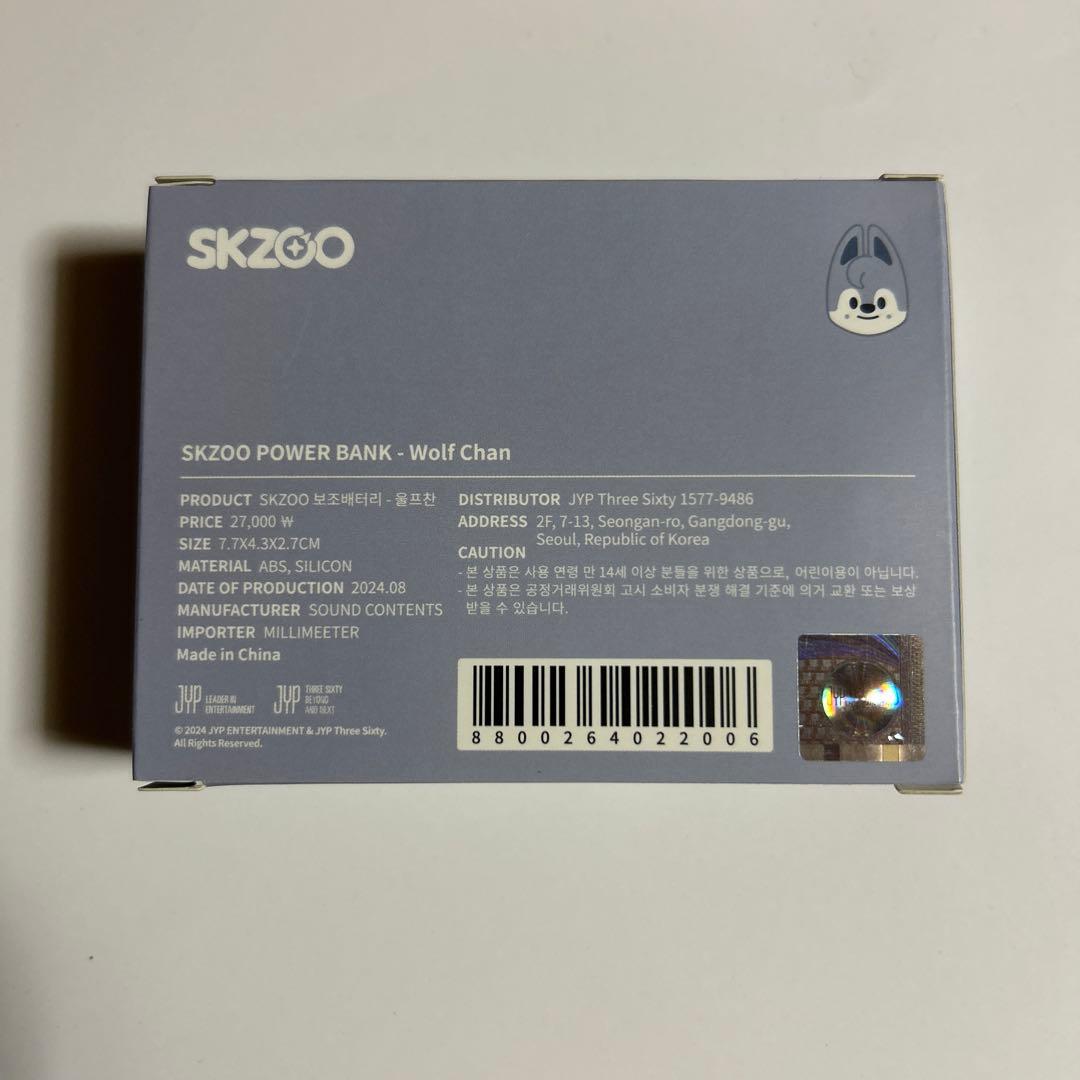 SKZOO
SKZOO POWER BANK - Wolf Chan
PRODUCT SKZOO 보조배터리 - 울프찬
PRICE 27,000 ₩
SIZE 7.7X4.3X2.7CM
MATERIAL ABS, SILICON
DATE OF PRODUCTION 2024.08
MANUFACTURER SOUND CONTENTS
IMPORTER MILLIMEETER
Made in China
JYP LEADER IN
ENTERTAINMENT
JYP THREE SIXTY
BEYOND
AND NEXT
© 2024 JYP ENTERTAINMENT & JYP Three Sixty.
All Rights Reserved.
DISTRIBUTOR JYP Three Sixty 1577-9486
ADDRESS 2F, 7-13, Seongan-ro, Gangdong-gu,
Seoul, Republic of Korea
CAUTION
- 본 상품은 사용 연령 만 14세 이상 분들을 위한 상품으로, 어린이용이 아닙니다.
- 본 상품은 공정거래위원회 고시 소비자 분쟁 해결 기준에 의거 교환 또는 보상
받을 수 있습니다.
8800264022006
JYP